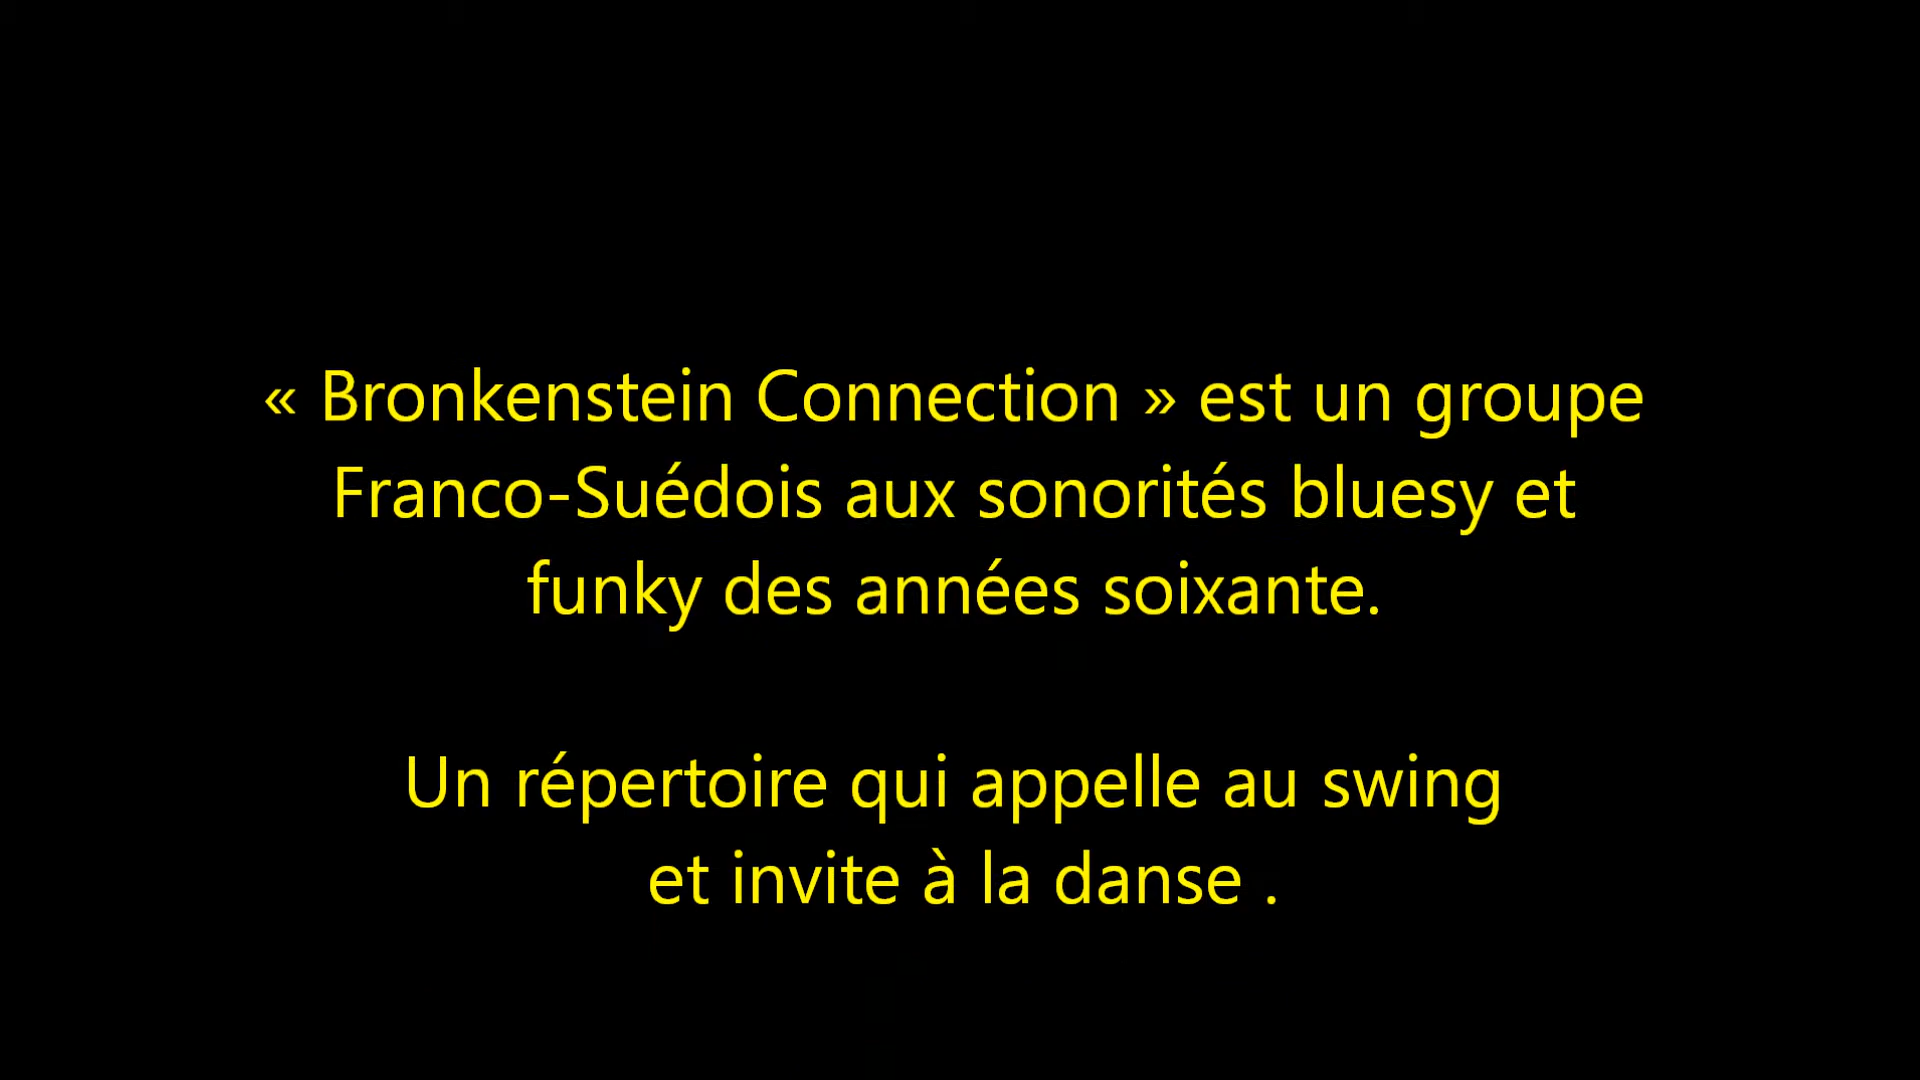 « Bronkenstein Connection » est un groupe
Franco-Suédois aux sonorités bluesy et
funky des années soixante.
Un répertoire qui appelle au swing
et invite à la danse .